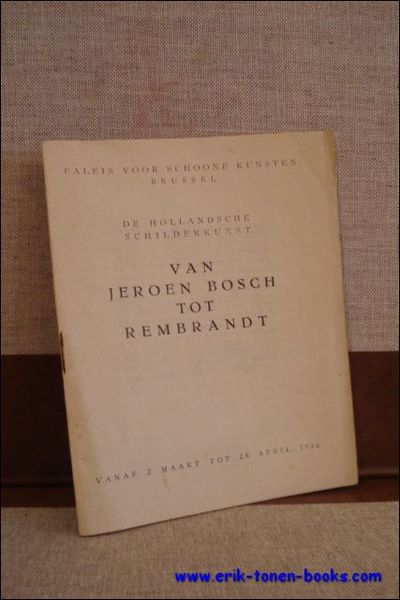 PALEIS VOOR SCHOONE KUNSTEN
BRUSSEL
DE HOLLANDSCHE
SCHILDERKUNST
VAN
JEROEN BOSCH
TOT
REMBRANDT
VANAF 2 MAART TOT 28 APRIL 1946
www.erik-tonen-books.com